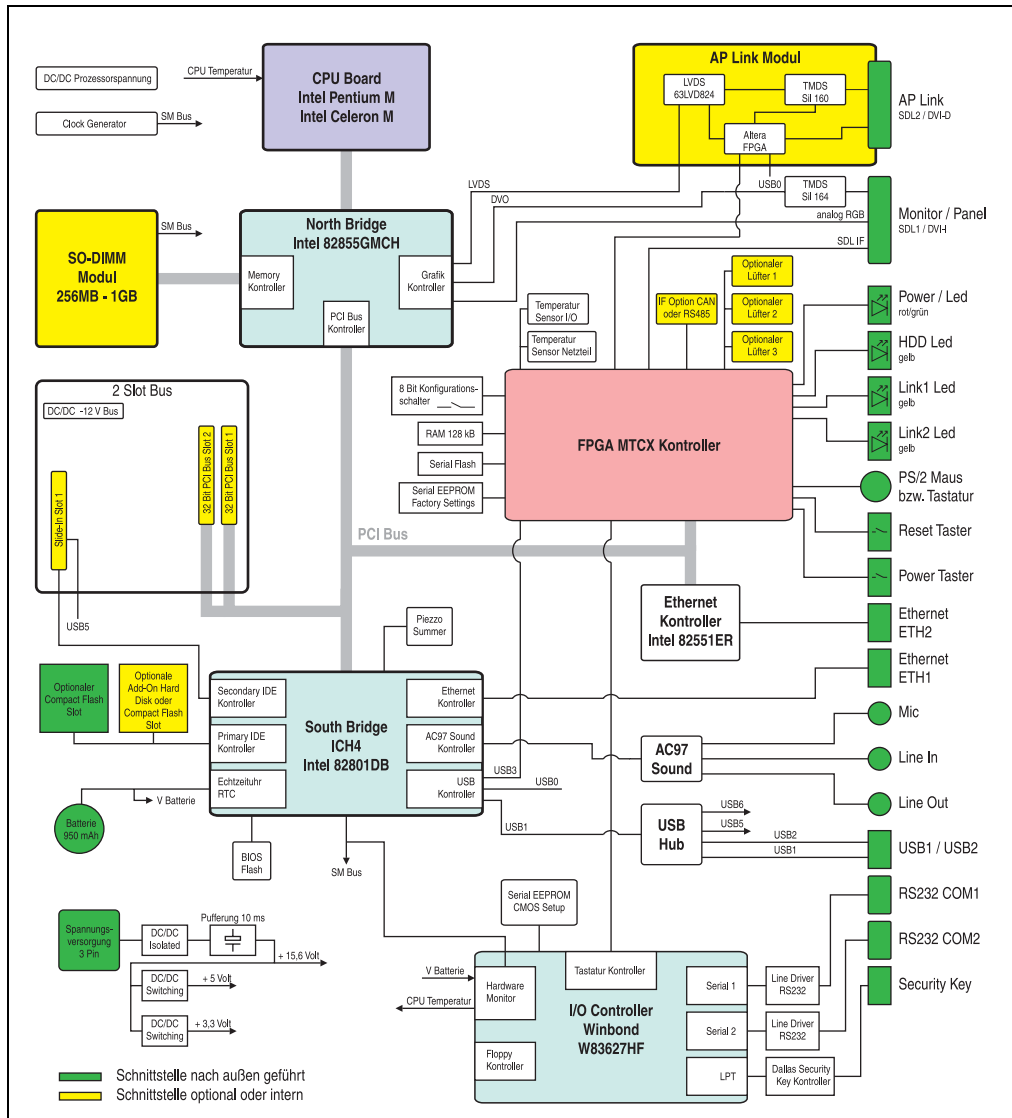 DC/DC Prozessorspannung
CPU Temperatur
Clock Generator
SM Bus
CPU Board
Intel Pentium M
Intel Celeron M
AP Link Modul
LVDS
63LVD824
TMDS
Sil 160
Altera
FPGA
AP Link
SDL2 / DVI-D
LVDS
DVO
USB0
TMDS
Sil 164
analog RGB
SDL IF
Monitor / Panel
SDL1 / DVI-I
SO-DIMM
Modul
256MB - 1GB
SM Bus
North Bridge
Intel 82855GMCH
Memory
Kontroller
Grafik
Kontroller
PCI Bus
Kontroller
Temperatur
Sensor I/O
Temperatur
Sensor Netzteil
IF Option CAN
oder RS485
Optionaler
Lüfter 1
Optionaler
Lüfter 2
Optionaler
Lüfter 3
Power / Led
rot/grün
HDD Led
gelb
Link1 Led
gelb
Link2 Led
gelb
PS/2 Maus
bzw. Tastatur
Reset Taster
Power Taster
2 Slot Bus
DC/DC -12 V Bus
Slide-In Slot 1
32 Bit PCI Bus Slot 2
32 Bit PCI Bus Slot 1
USB5
8 Bit Konfigurations-
schalter
RAM 128 kB
Serial Flash
Serial EEPROM
Factory Settings
FPGA MTCX Kontroller
PCI Bus
Ethernet
Kontroller
Intel 82551ER
Ethernet
ETH2
Ethernet
ETH1
Piezzo
Summer
Optionaler
Compact Flash
Slot
Optionale
Add-On Hard
Disk oder
Compact Flash
Slot
Secondary IDE
Kontroller
Primary IDE
Kontroller
Echtzeituhr
RTC
South Bridge
ICH4
Intel 82801DB
Ethernet
Kontroller
AC97 Sound
Kontroller
USB
Kontroller
USB3
USB0
USB1
AC97
Sound
Mic
Line In
Line Out
USB
Hub
USB6
USB5
USB2
USB1
USB1 / USB2
V Batterie
Batterie
950 mAh
BIOS
Flash
SM Bus
Spannungs-
versorgung
3 Pin
DC/DC
Isolated
Pufferung 10 ms
+ 15,6 Volt
DC/DC
Switching
+ 5 Volt
DC/DC
Switching
+ 3,3 Volt
Serial EEPROM
CMOS Setup
V Batterie
CPU Temperatur
Hardware
Monitor
Tastatur Kontroller
Floppy
Kontroller
I/O Controller
Winbond
W83627HF
Serial 1
Serial 2
LPT
Line Driver
RS232
Line Driver
RS232
Dallas Security
Key Kontroller
RS232 COM1
RS232 COM2
Security Key
Schnittstelle nach außen geführt
Schnittstelle optional oder intern